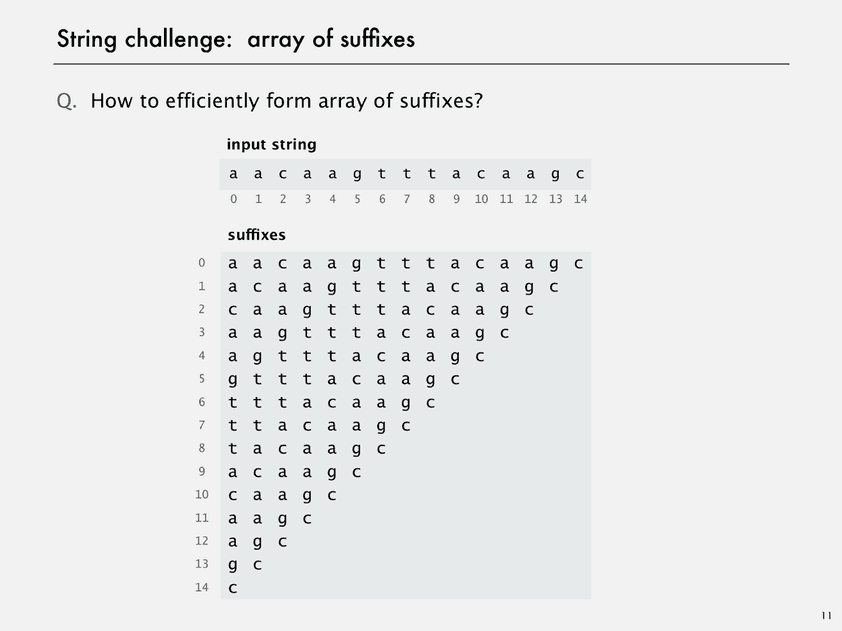 String challenge: array of suffixes
Q. How to efficiently form array of suffixes?
input string
a a c a a g t t t a c a a g c
0 1 2 3 4 5 6 7 8 9 10 11 12 13 14
suffixes
0 a a c a a g t t t a c a a g c
1 a c a a g t t t a c a a g c
2 c a a g t t t a c a a g c
3 a a g t t t a c a a g c
4 a g t t t a c a a g c
5 g t t t a c a a g c
6 t t t a c a a g c
7 t t a c a a g c
8 t a c a a g c
9 a c a a g c
10 c a a g c
11 a a g c
12 a g c
13 g c
14 c
11